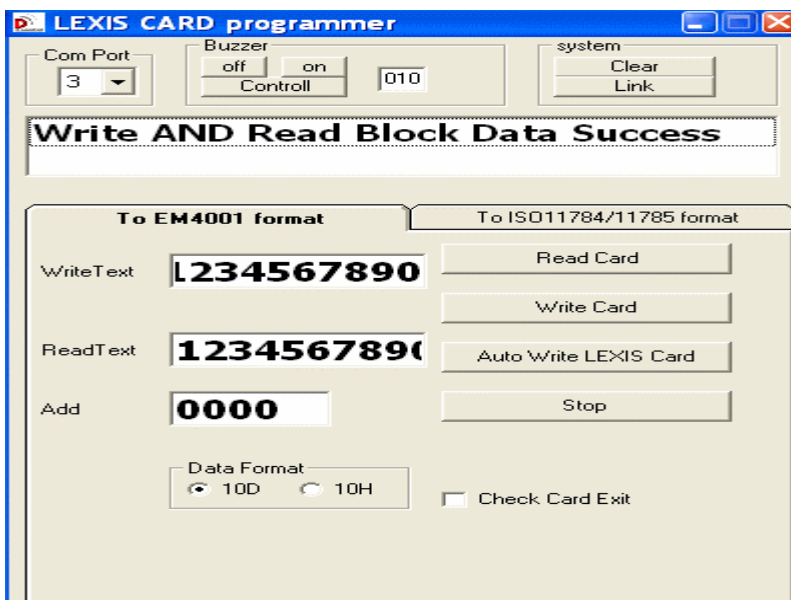 LEXIS CARD programmer
Com Port
3
Buzzer
off on
Controll
010
system
Clear
Link
Write AND Read Block Data Success
To EM4001 format
To ISO11784/11785 format
WriteText 1234567890
Read Card
Write Card
ReadText 1234567890
Auto Write LEXIS Card
Add 0000
Stop
Data Format
10D 10H
Check Card Exit